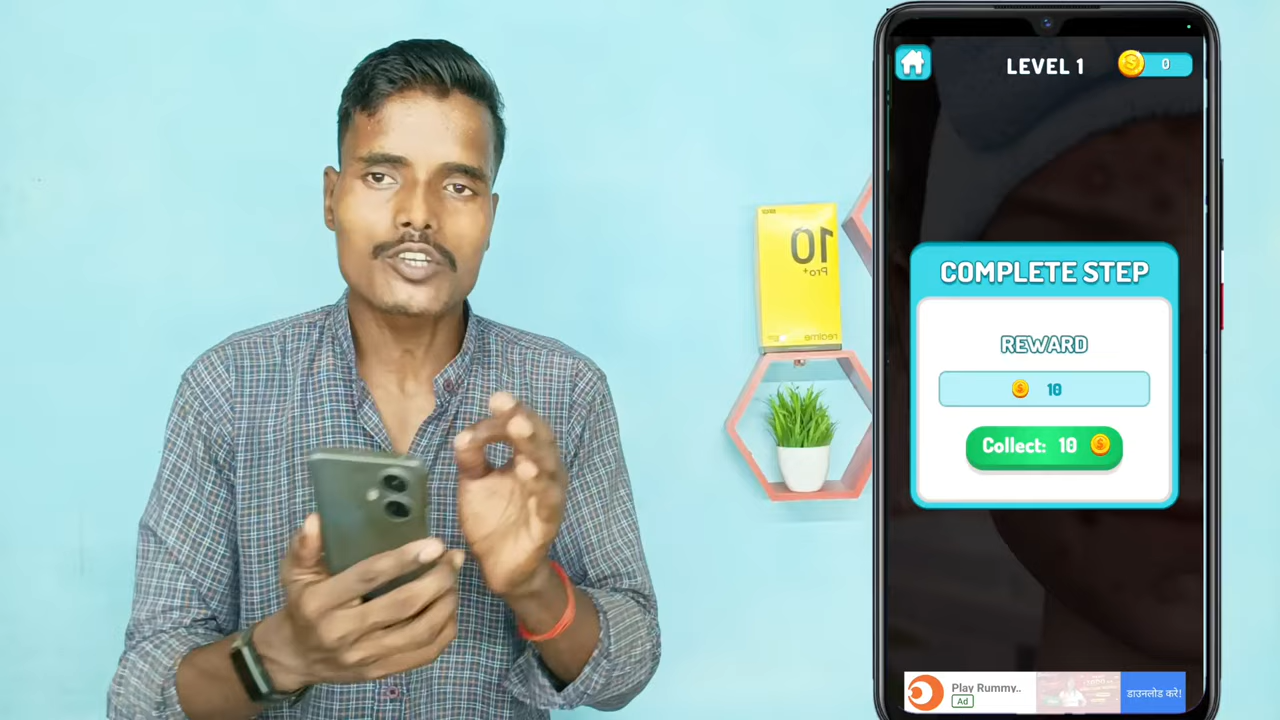 LEVEL 1
0
COMPLETE STEP
REWARD
10
Collect: 10
10
Pro+
realme
Play Rummy..
Ad
डाउनलोड करे!